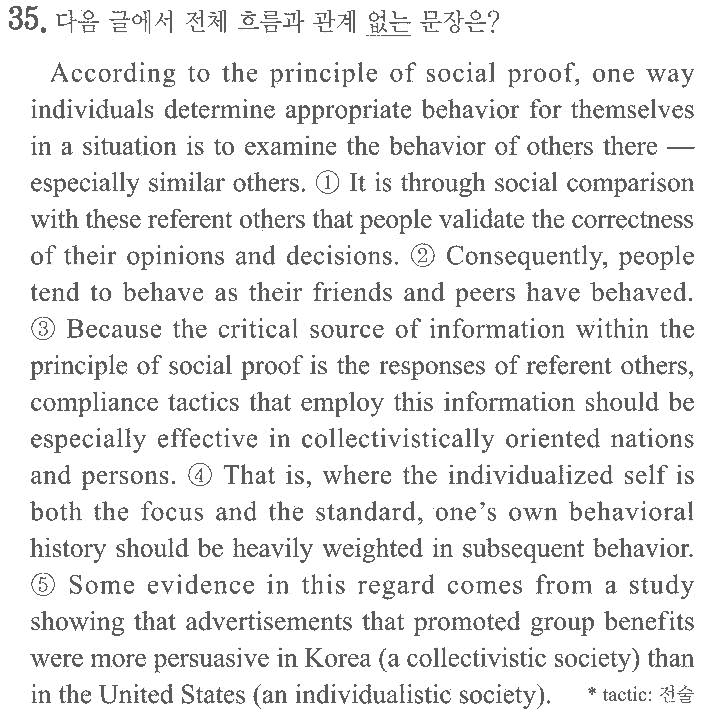 35. 다음 글에서 전체 흐름과 관계 없는 문장은?
According to the principle of social proof, one way
individuals determine appropriate behavior for themselves
in a situation is to examine the behavior of others there —
especially similar others. ① It is through social comparison
with these referent others that people validate the correctness
of their opinions and decisions. ② Consequently, people
tend to behave as their friends and peers have behaved.
③ Because the critical source of information within the
principle of social proof is the responses of referent others,
compliance tactics that employ this information should be
especially effective in collectivistically oriented nations
and persons. ④ That is, where the individualized self is
both the focus and the standard, one's own behavioral
history should be heavily weighted in subsequent behavior.
⑤ Some evidence in this regard comes from a study
showing that advertisements that promoted group benefits
were more persuasive in Korea (a collectivistic society) than
in the United States (an individualistic society). * tactic: 전술